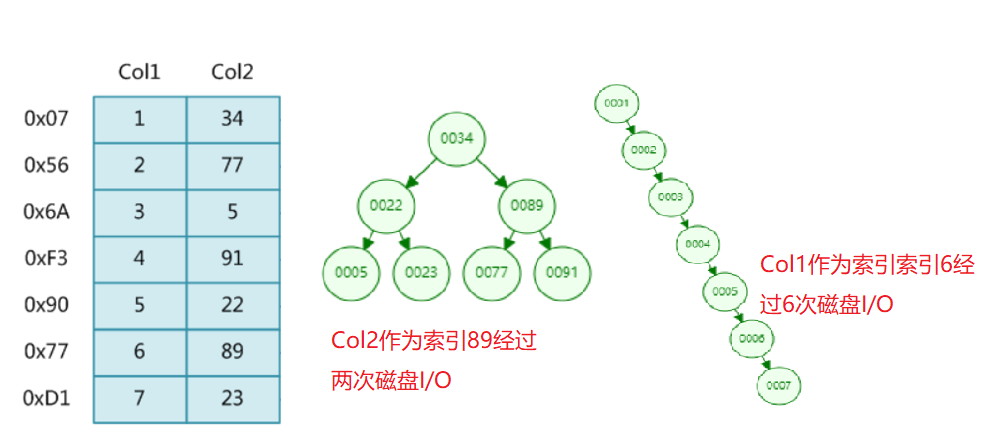 Col1 Col2
0x07 1 34
0x56 2 77
0x6A 3 5
0xF3 4 91
0x90 5 22
0x77 6 89
0xD1 7 23
0034
0022 0089
0005 0023 0077 0091
Col2作为索引89经过
两次磁盘I/O
0001
0002
0003
0004
0005
0006
0007
Col1作为索引索引6经
过6次磁盘I/O